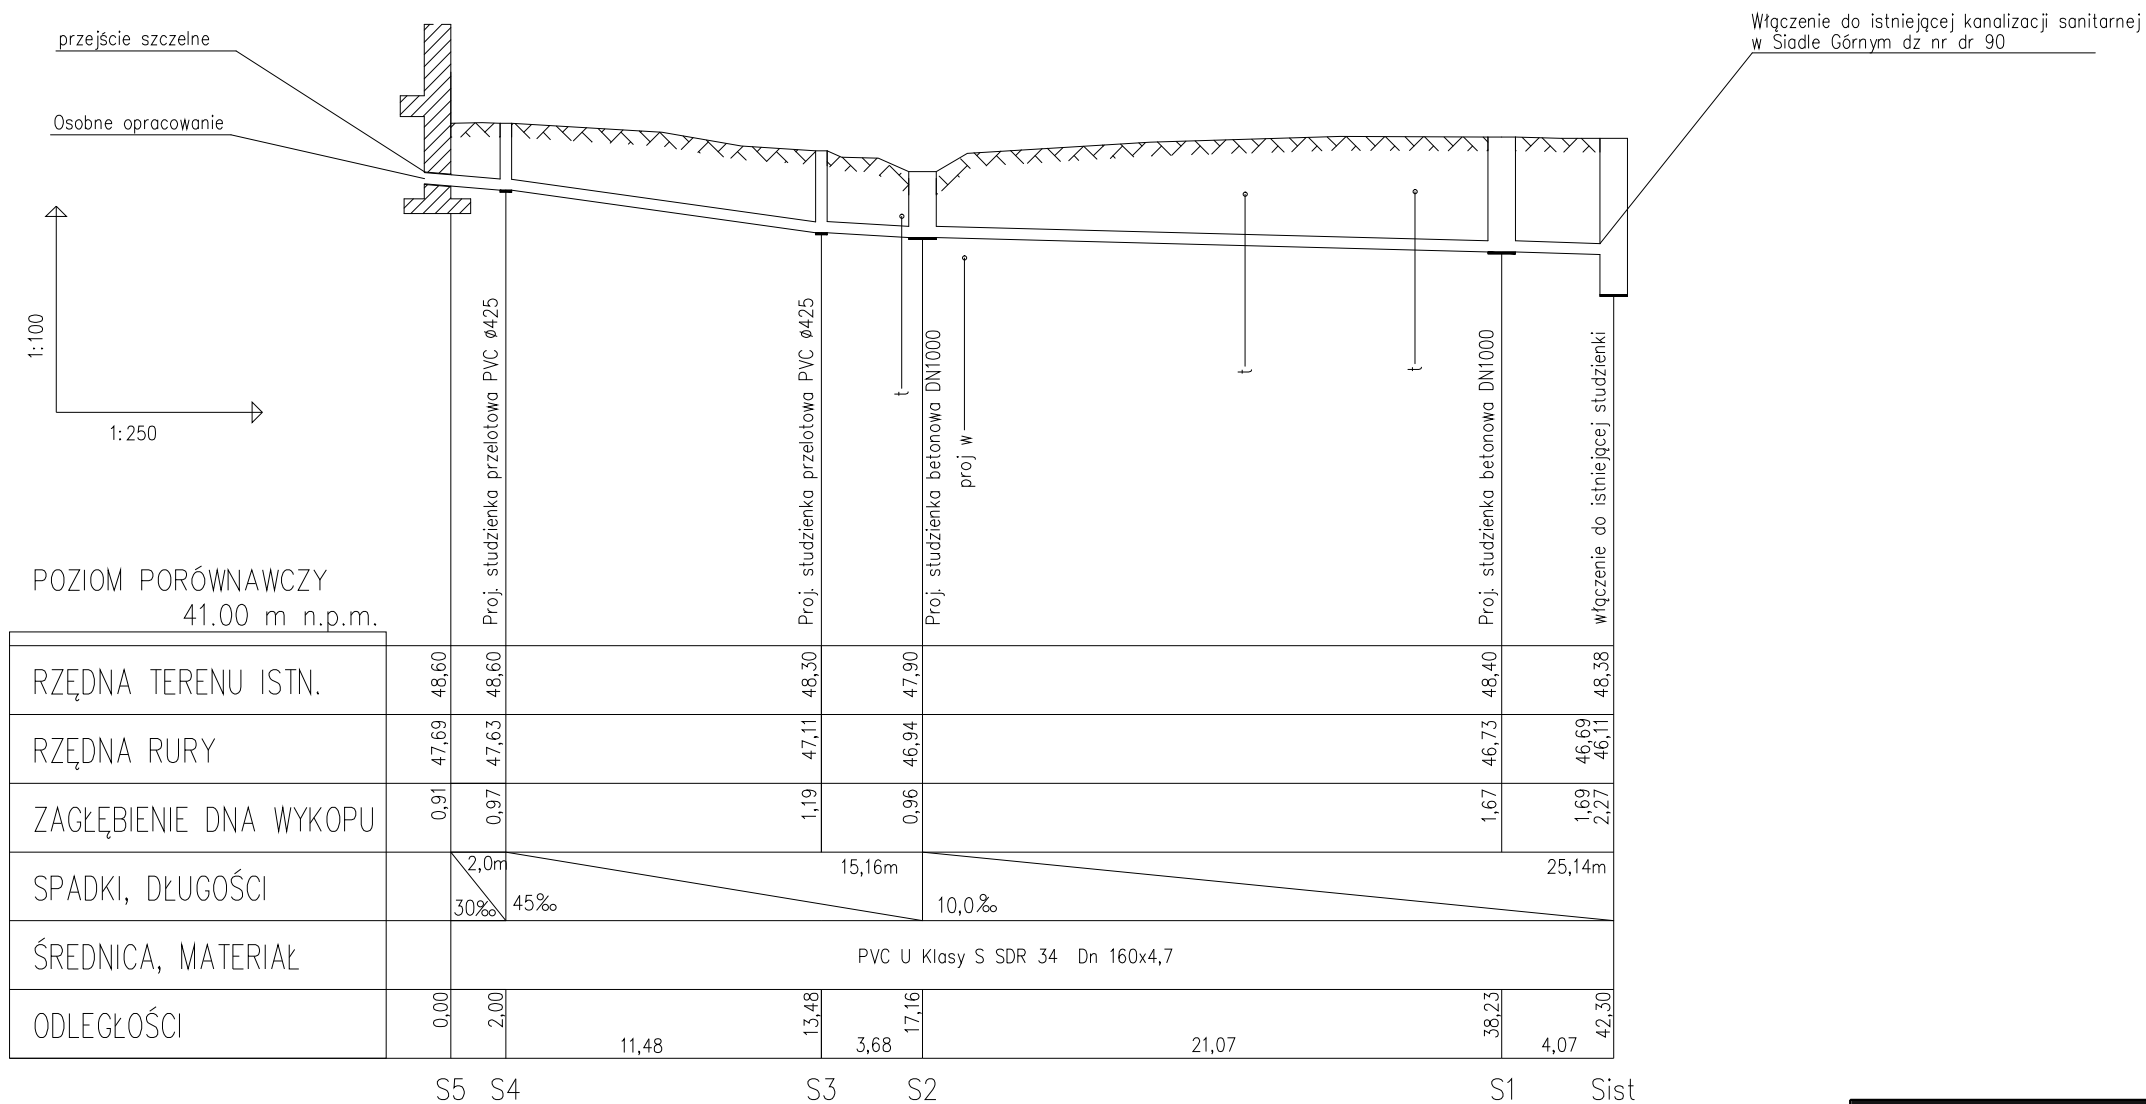 przejście szczelne
Osobne opracowanie
Włączenie do istniejącej kanalizacji sanitarnej
w Siadle Górnym dz nr dr 90
1:100
1:250
Proj. studzienka przelotowa PVC ø425
Proj. studzienka przelotowa PVC ø425
t
Proj. studzienka betonowa DN1000
proj w
t
t
Proj. studzienka betonowa DN1000
włączenie do istniejącej studzienki
POZIOM PORÓWNAWCZY
41.00 m n.p.m.
RZĘDNA TERENU ISTN. 48,60 48,60 48,30 47,90 48,40 48,38
RZĘDNA RURY 47,69 47,63 47,11 46,94 46,73 46,69 46,11
ZAGŁĘBIENIE DNA WYKOPU 0,91 0,97 1,19 0,96 1,67 1,69 2,27
SPADKI, DŁUGOŚCI 2,0m 15,16m 25,14m
30‰ 45‰ 10,0‰
ŚREDNICA, MATERIAŁ PVC U Klasy S SDR 34 Dn 160x4,7
ODLEGŁOŚCI 0,00 2,00 13,48 17,16 38,23 42,30
11,48 3,68 21,07 4,07
S5 S4 S3 S2 S1 Sist